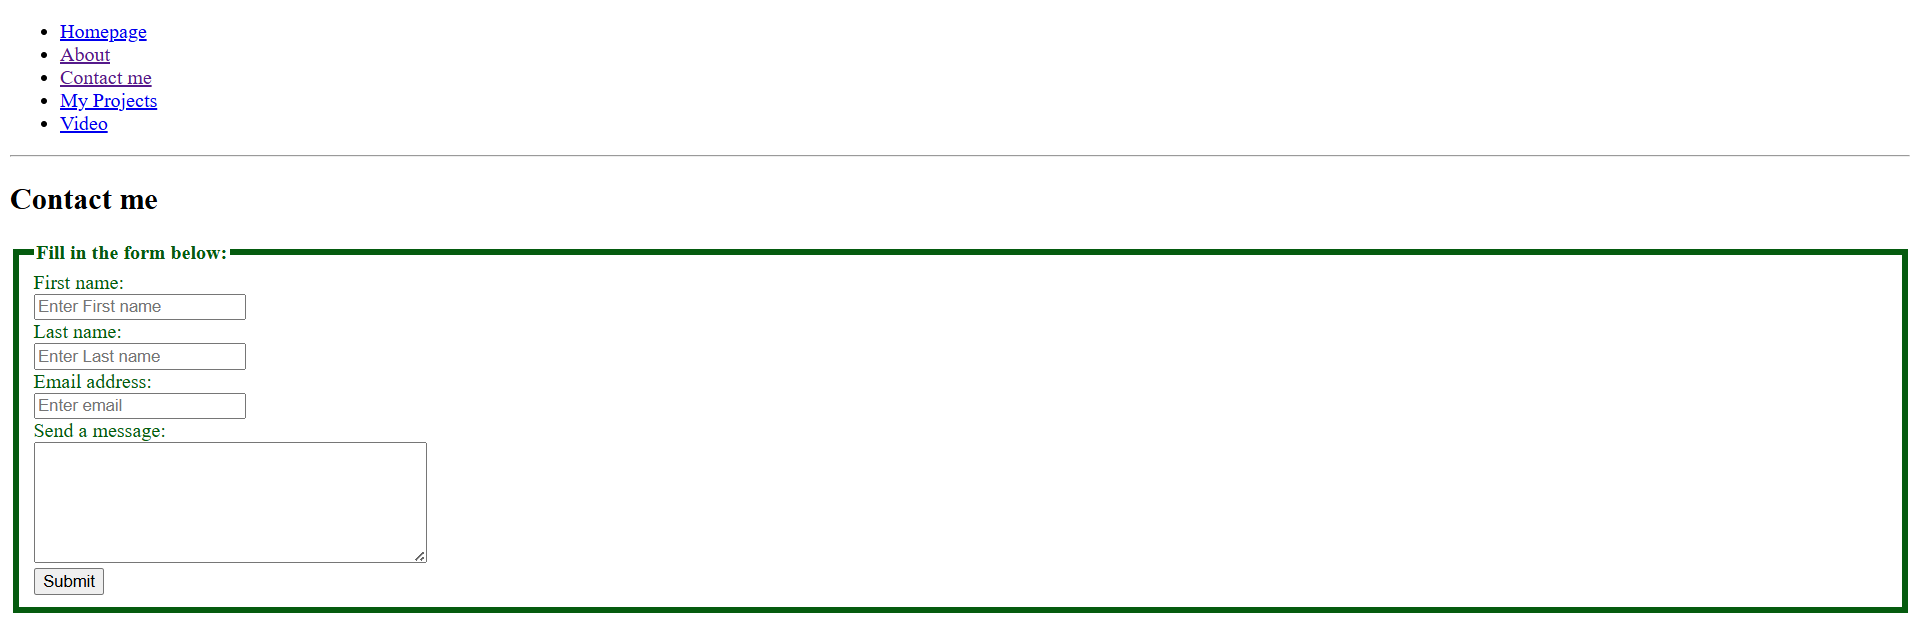 Homepage
About
Contact me
My Projects
Video
Contact me
Fill in the form below:
First name:
Enter First name
Last name:
Enter Last name
Email address:
Enter email
Send a message:
Submit